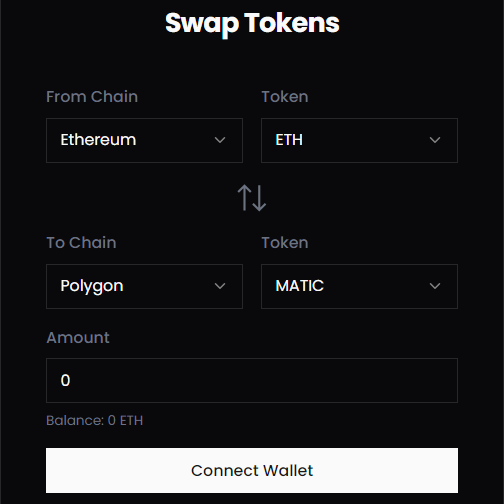 Swap Tokens
From Chain Token
Ethereum ETH
To Chain Token
Polygon MATIC
Amount
0
Balance: 0 ETH
Connect Wallet